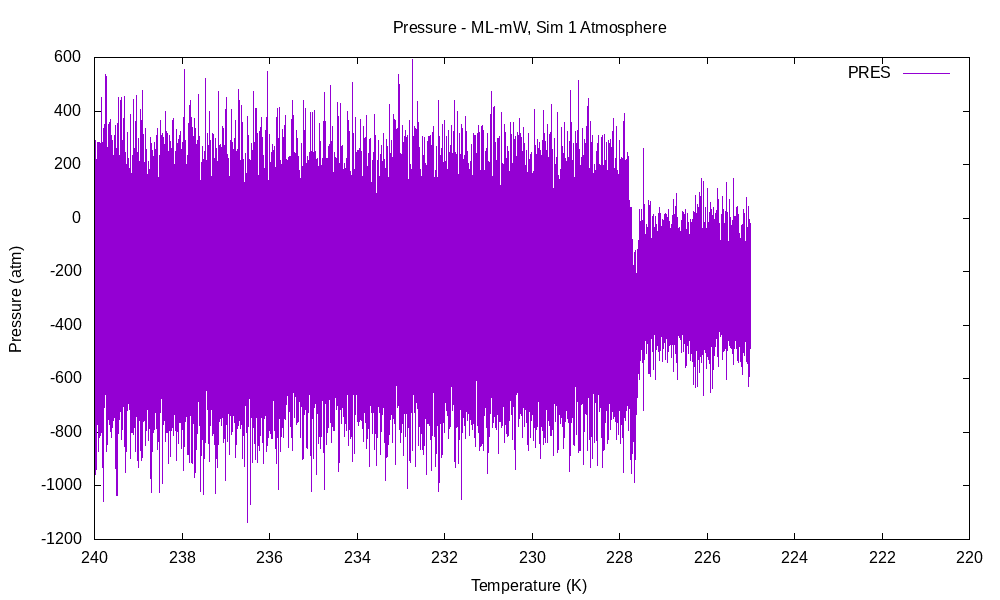 Pressure - ML-mW, Sim 1 Atmosphere
PRES
600
400
200
0
-200
-400
-600
-800
-1000
-1200
Pressure (atm)
240 238 236 234 232 230 228 226 224 222 220
Temperature (K)